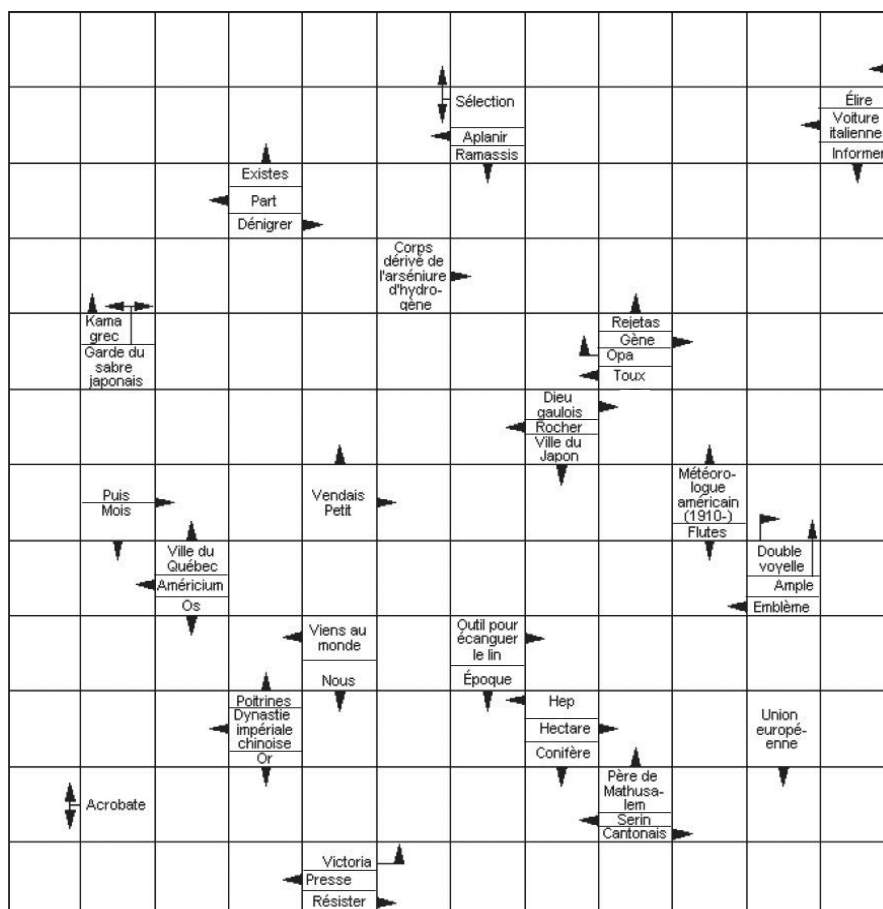 Sélection
Aplanir
Ramassis
Élire
Voiture
italienne
Informer
Existes
Part
Dénigrer
Corps
dérivé de
l'arséniure
d'hydro-
gène
Kama
grec
Garde du
sabre
japonais
Rejetas
Gène
Opa
Toux
Dieu
gaulois
Rocher
Ville du
Japon
Puis
Mois
Vendais
Petit
Météoro-
logue
américain
(1910-)
Flutes
Ville du
Québec
Américium
Os
Double
voyelle
Ample
Emblème
Viens au
monde
Nous
Outil pour
écanguer
le lin
Époque
Poitrines
Dynastie
impériale
chinoise
Or
Hep
Hectare
Conifère
Union
europé-
enne
Acrobate
Père de
Mathusa-
lem
Serin
Cantonais
Victoria
Presse
Résister